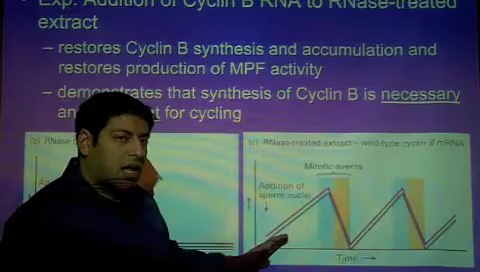 Exp: Addition of Cyclin B RNA to RNase-treated
extract
– restores Cyclin B synthesis and accumulation and
restores production of MPF activity
– demonstrates that synthesis of Cyclin B is necessary
for cycling
(b) RNase-
(c) RNase-treated extract – wild-type cyclin B mRNA
Mitotic events
Addition of
sperm nuclei
Time →